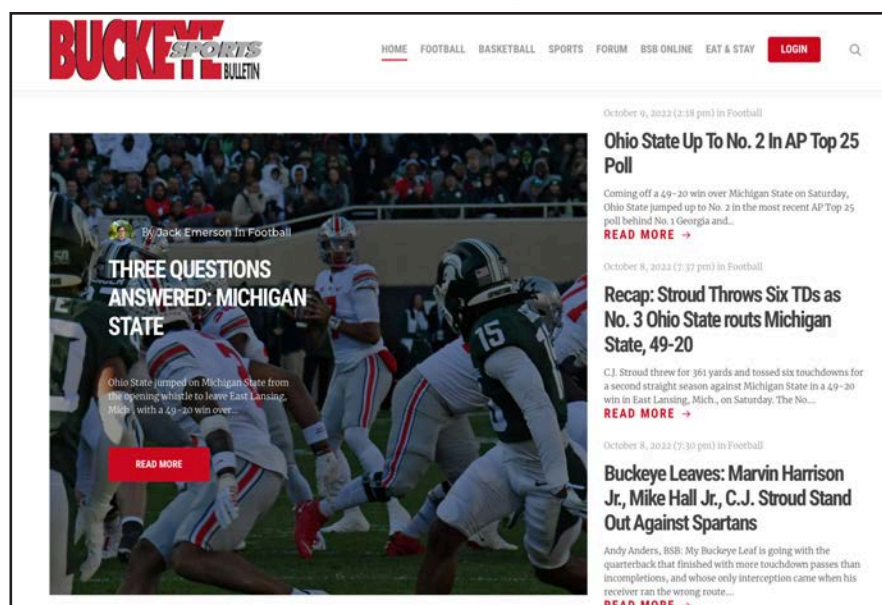 BUCKEYE
SPORTS
BULLETIN
HOME FOOTBALL BASKETBALL SPORTS FORUM BSB ONLINE EAT & STAY LOGIN
By Jack Emerson In Football
THREE QUESTIONS
ANSWERED: MICHIGAN
STATE
Ohio State jumped on Michigan State from
the opening whistle to leave East Lansing,
Mich., with a 49-20 win over...
READ MORE
15
October 9, 2022 (2:18 pm) in Football
Ohio State Up To No. 2 In AP Top 25
Poll
Coming off a 49-20 win over Michigan State on Saturday,
Ohio State jumped up to No. 2 in the most recent AP Top 25
poll behind No. 1 Georgia and...
READ MORE →
October 8, 2022 (7:37 pm) in Football
Recap: Stroud Throws Six TDs as
No. 3 Ohio State routs Michigan
State, 49-20
C.J. Stroud threw for 361 yards and tossed six touchdowns for
a second straight season against Michigan State in a 49-20
win in East Lansing, Mich., on Saturday. The No....
READ MORE →
October 8, 2022 (7:30 pm) in Football
Buckeye Leaves: Marvin Harrison
Jr., Mike Hall Jr., C.J. Stroud Stand
Out Against Spartans
Andy Anders, BSB: My Buckeye Leaf is going with the
quarterback that finished with more touchdown passes than
incompletions, and whose only interception came when his
receiver ran the wrong route....
READ MORE →